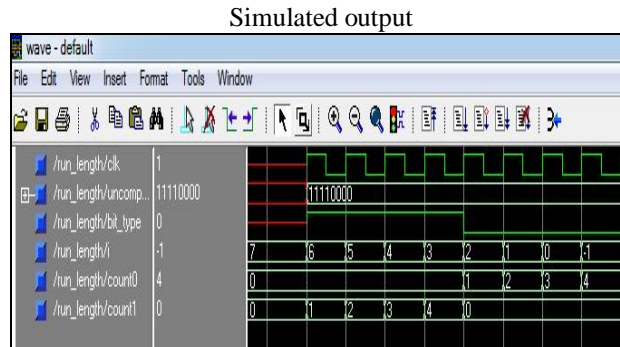 Simulated output
wave - default
File Edit View Insert Format Tools Window
/run_length/clk 1
/run_length/uncomp... 11110000 11110000
/run_length/bit_type 0
/run_length/i -1 7 6 5 4 3 2 1 0 -1
/run_length/count0 4 0 1 2 3 4
/run_length/count1 0 0 1 2 3 4 0